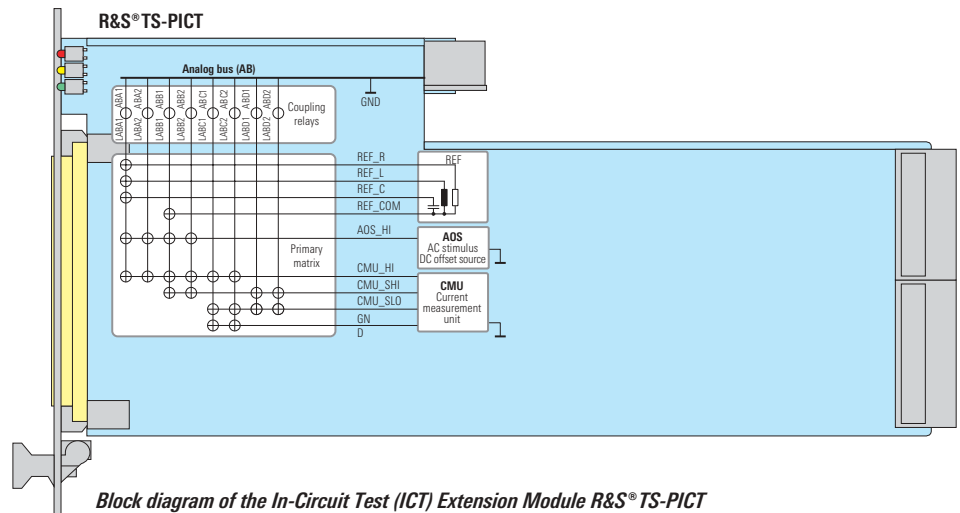 R&S® TS-PICT
Analog bus (AB)
GND
ABA1
ABA2
ABB1
ABB2
ABC1
ABC2
ABD1
ABD2
LABA1
LABA2
LABB1
LABB2
LABC1
LABC2
LABD1
LABD2
Coupling
relays
REF_R
REF_L
REF_C
REF_COM
REF
AOS_HI
AOS
AC stimulus
DC offset source
Primary
matrix
CMU_HI
CMU_SHI
CMU_SLO
GN
D
CMU
Current
measurement
unit
Block diagram of the In-Circuit Test (ICT) Extension Module R&S® TS-PICT